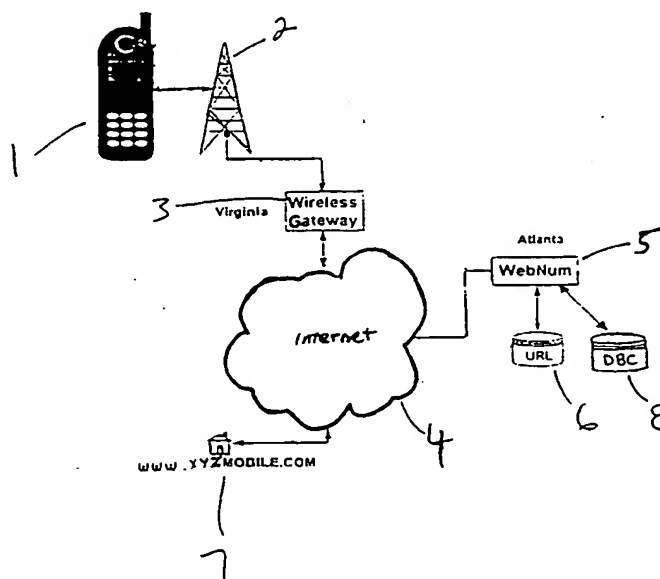 2
1
3
Virginia
Wireless
Gateway
Atlanta
5
WebNum
Internet
URL
DBC
6
8
4
WWW.XYZMOBILE.COM
7